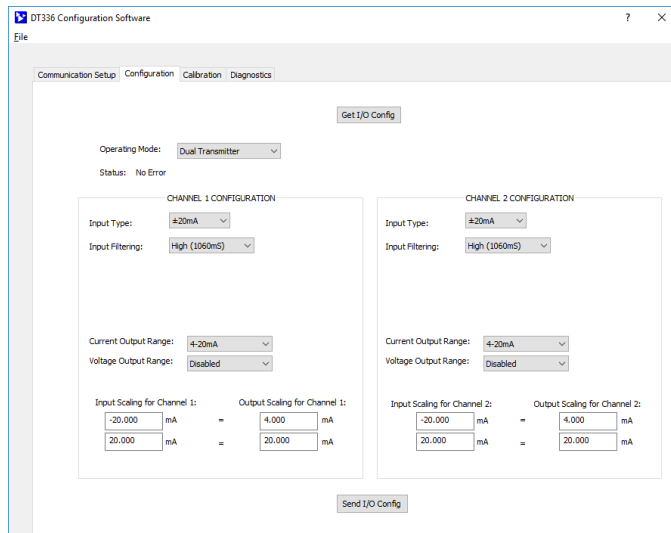 DT336 Configuration Software
? ×
File
Communication Setup Configuration Calibration Diagnostics
Get I/O Config
Operating Mode: Dual Transmitter
Status: No Error
CHANNEL 1 CONFIGURATION
Input Type: ±20mA
Input Filtering: High (1060mS)
Current Output Range: 4-20mA
Voltage Output Range: Disabled
Input Scaling for Channel 1: Output Scaling for Channel 1:
-20.000 mA = 4.000 mA
20.000 mA = 20.000 mA
CHANNEL 2 CONFIGURATION
Input Type: ±20mA
Input Filtering: High (1060mS)
Current Output Range: 4-20mA
Voltage Output Range: Disabled
Input Scaling for Channel 2: Output Scaling for Channel 2:
-20.000 mA = 4.000 mA
20.000 mA = 20.000 mA
Send I/O Config